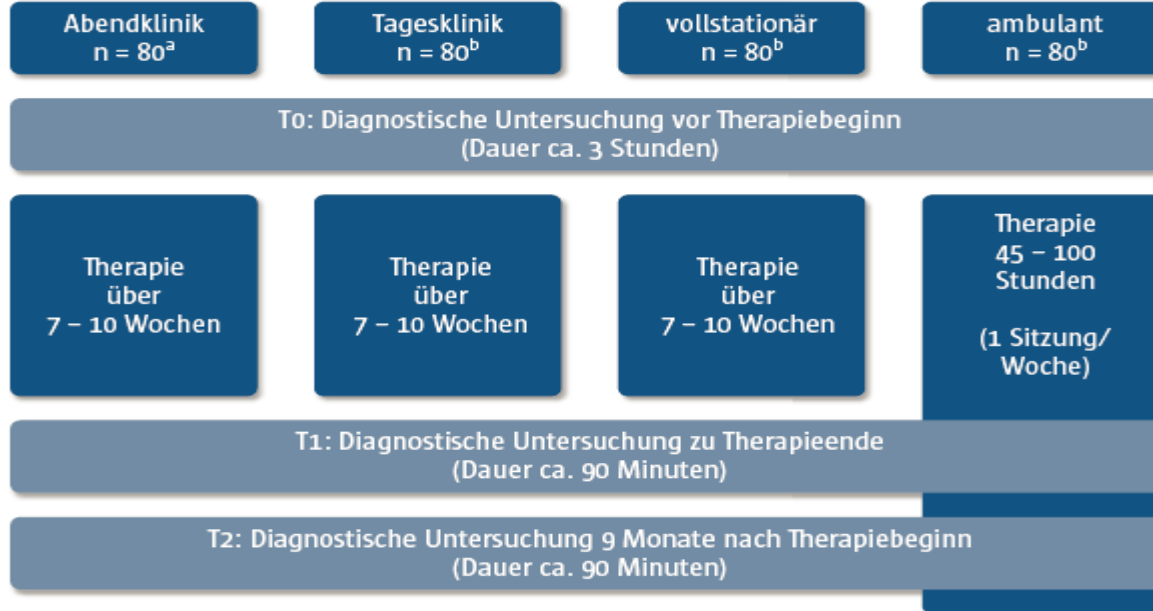 Abendklinik
n = 80ᵃ
Tagesklinik
n = 80ᵇ
vollstationär
n = 80ᵇ
ambulant
n = 80ᵇ
T0: Diagnostische Untersuchung vor Therapiebeginn
(Dauer ca. 3 Stunden)
Therapie
über
7 – 10 Wochen
Therapie
über
7 – 10 Wochen
Therapie
über
7 – 10 Wochen
Therapie
45 – 100
Stunden
(1 Sitzung/
Woche)
T1: Diagnostische Untersuchung zu Therapieende
(Dauer ca. 90 Minuten)
T2: Diagnostische Untersuchung 9 Monate nach Therapiebeginn
(Dauer ca. 90 Minuten)